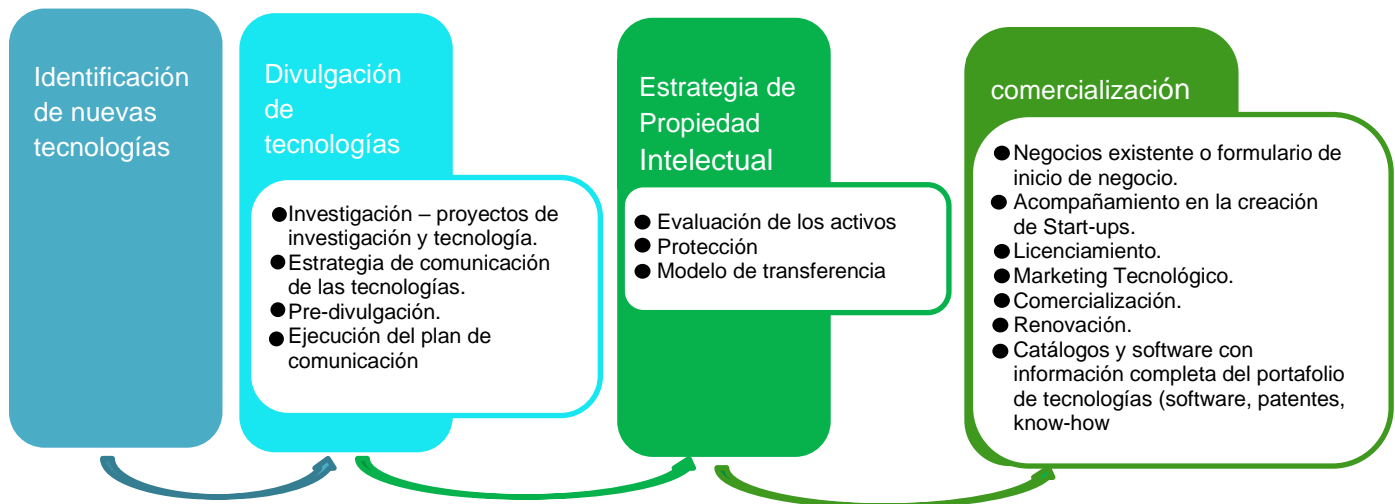 Identificación
de nuevas
tecnologías
Divulgación
de
tecnologías
●Investigación – proyectos de
investigación y tecnología.
●Estrategia de comunicación
de las tecnologías.
●Pre-divulgación.
●Ejecución del plan de
comunicación
Estrategia de
Propiedad
Intelectual
● Evaluación de los activos
● Protección
● Modelo de transferencia
comercialización
●Negocios existente o formulario de
inicio de negocio.
●Acompañamiento en la creación
de Start-ups.
●Licenciamiento.
●Marketing Tecnológico.
●Comercialización.
●Renovación.
●Catálogos y software con
información completa del portafolio
de tecnologías (software, patentes,
know-how